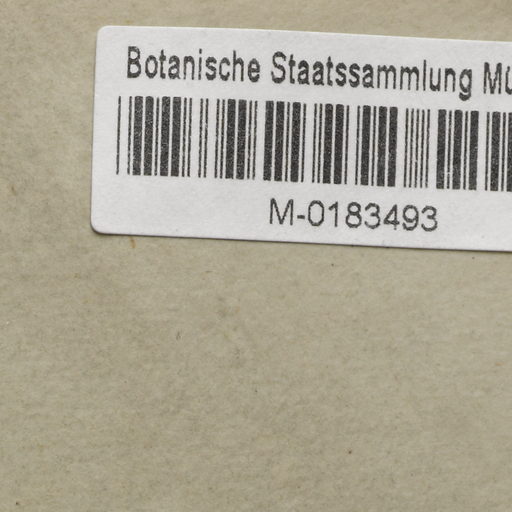 Botanische Staatssammlung Mü
M-0183493